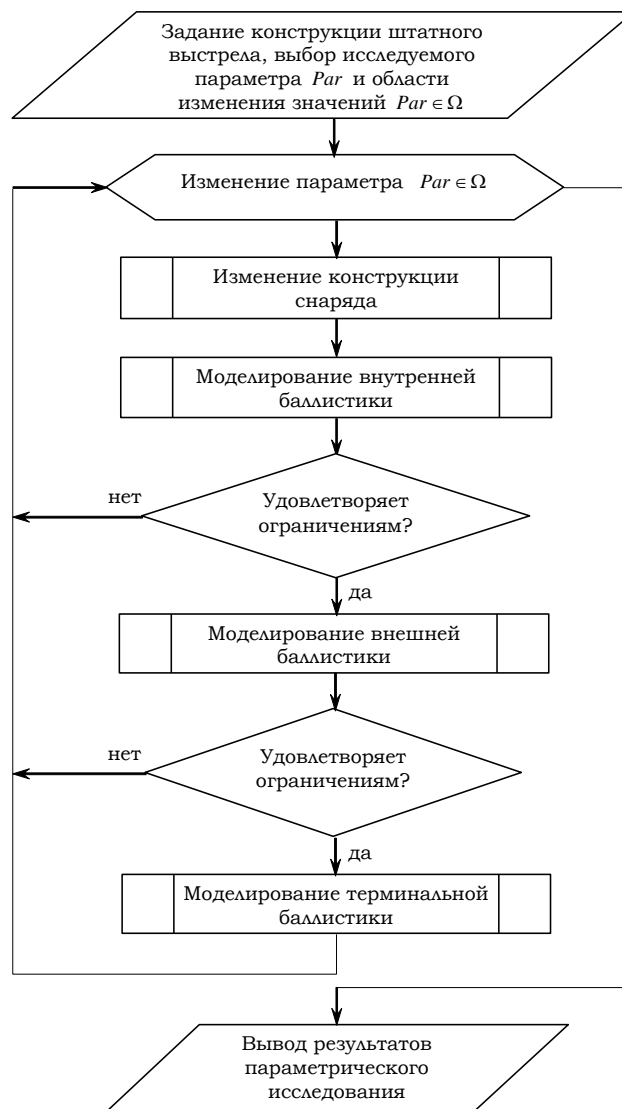 Задание конструкции штатного
выстрела, выбор исследуемого
параметра Par и области
изменения значений Par ∈ Ω
Изменение параметра Par ∈ Ω
Изменение конструкции
снаряда
Моделирование внутренней
баллистики
нет
Удовлетворяет
ограничениям?
да
Моделирование внешней
баллистики
нет
Удовлетворяет
ограничениям?
да
Моделирование терминальной
баллистики
Вывод результатов
параметрического
исследования